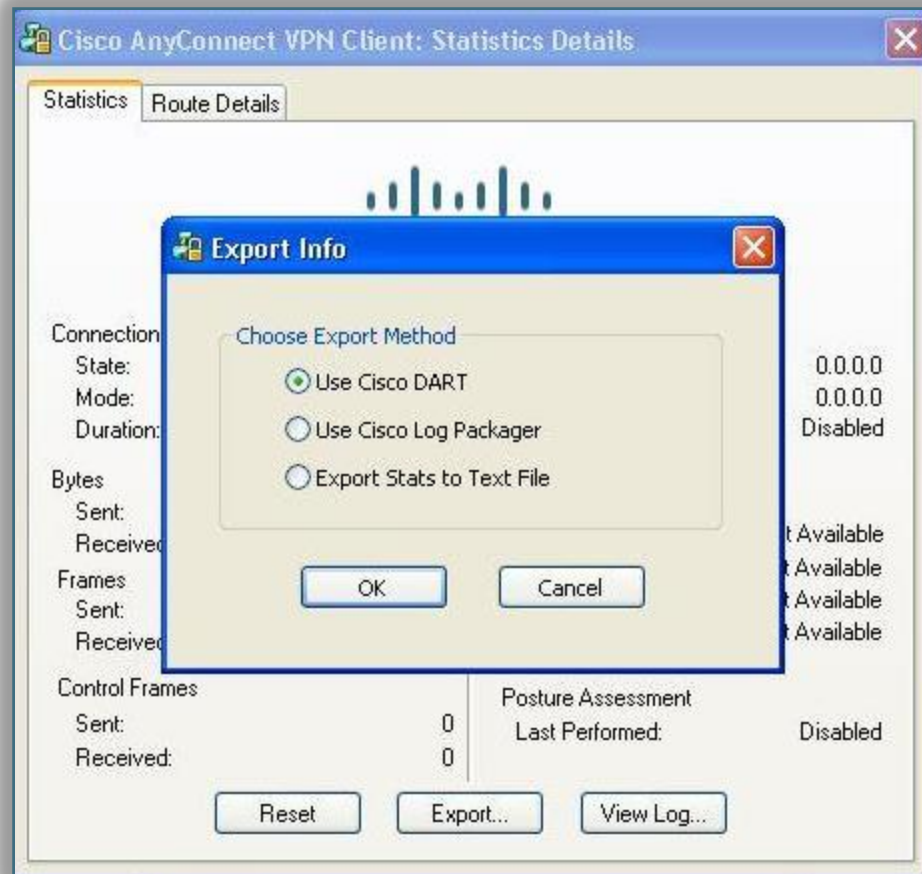 Cisco AnyConnect VPN Client: Statistics Details
Statistics Route Details
Export Info
Choose Export Method
Use Cisco DART
Use Cisco Log Packager
Export Stats to Text File
OK Cancel
Connection
State: 0.0.0.0
Mode: 0.0.0.0
Duration: Disabled
Bytes
Sent:
Received
t Available
Frames
t Available
Sent:
t Available
Received
t Available
Control Frames
Sent: 0
Received: 0
Posture Assessment
Last Performed: Disabled
Reset Export... View Log...